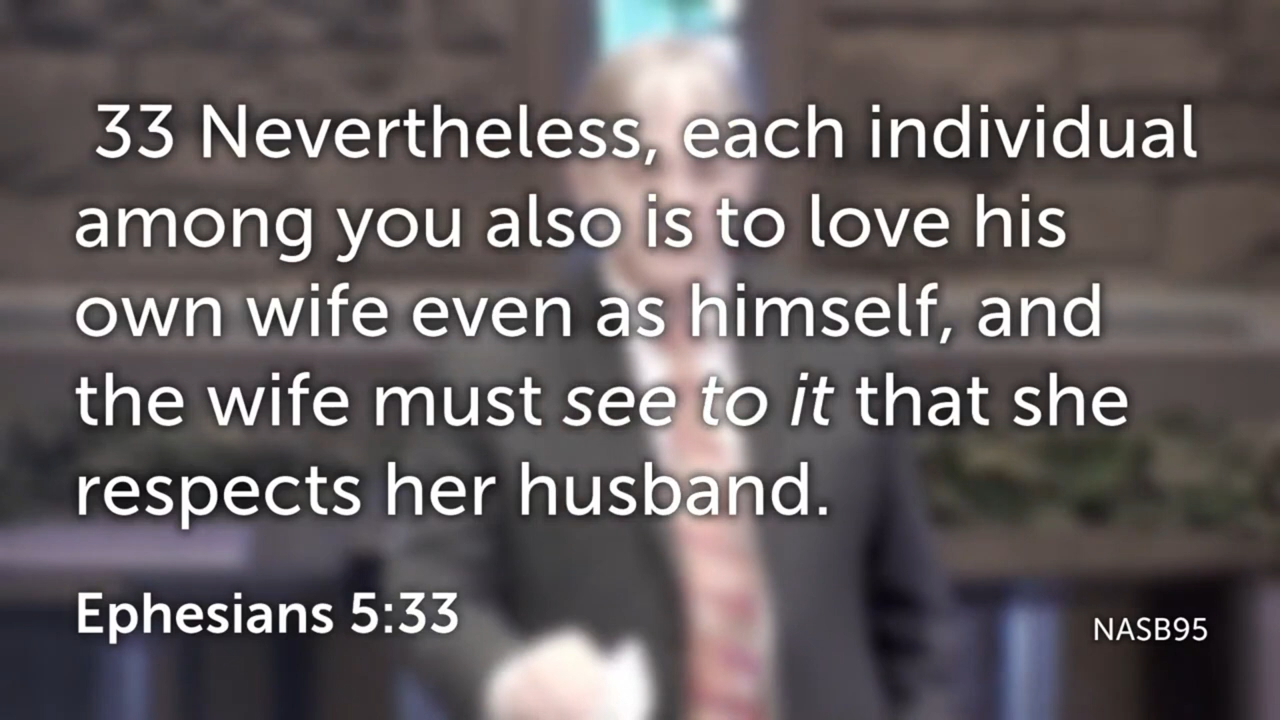 33 Nevertheless, each individual
among you also is to love his
own wife even as himself, and
the wife must see to it that she
respects her husband.
Ephesians 5:33
NASB95